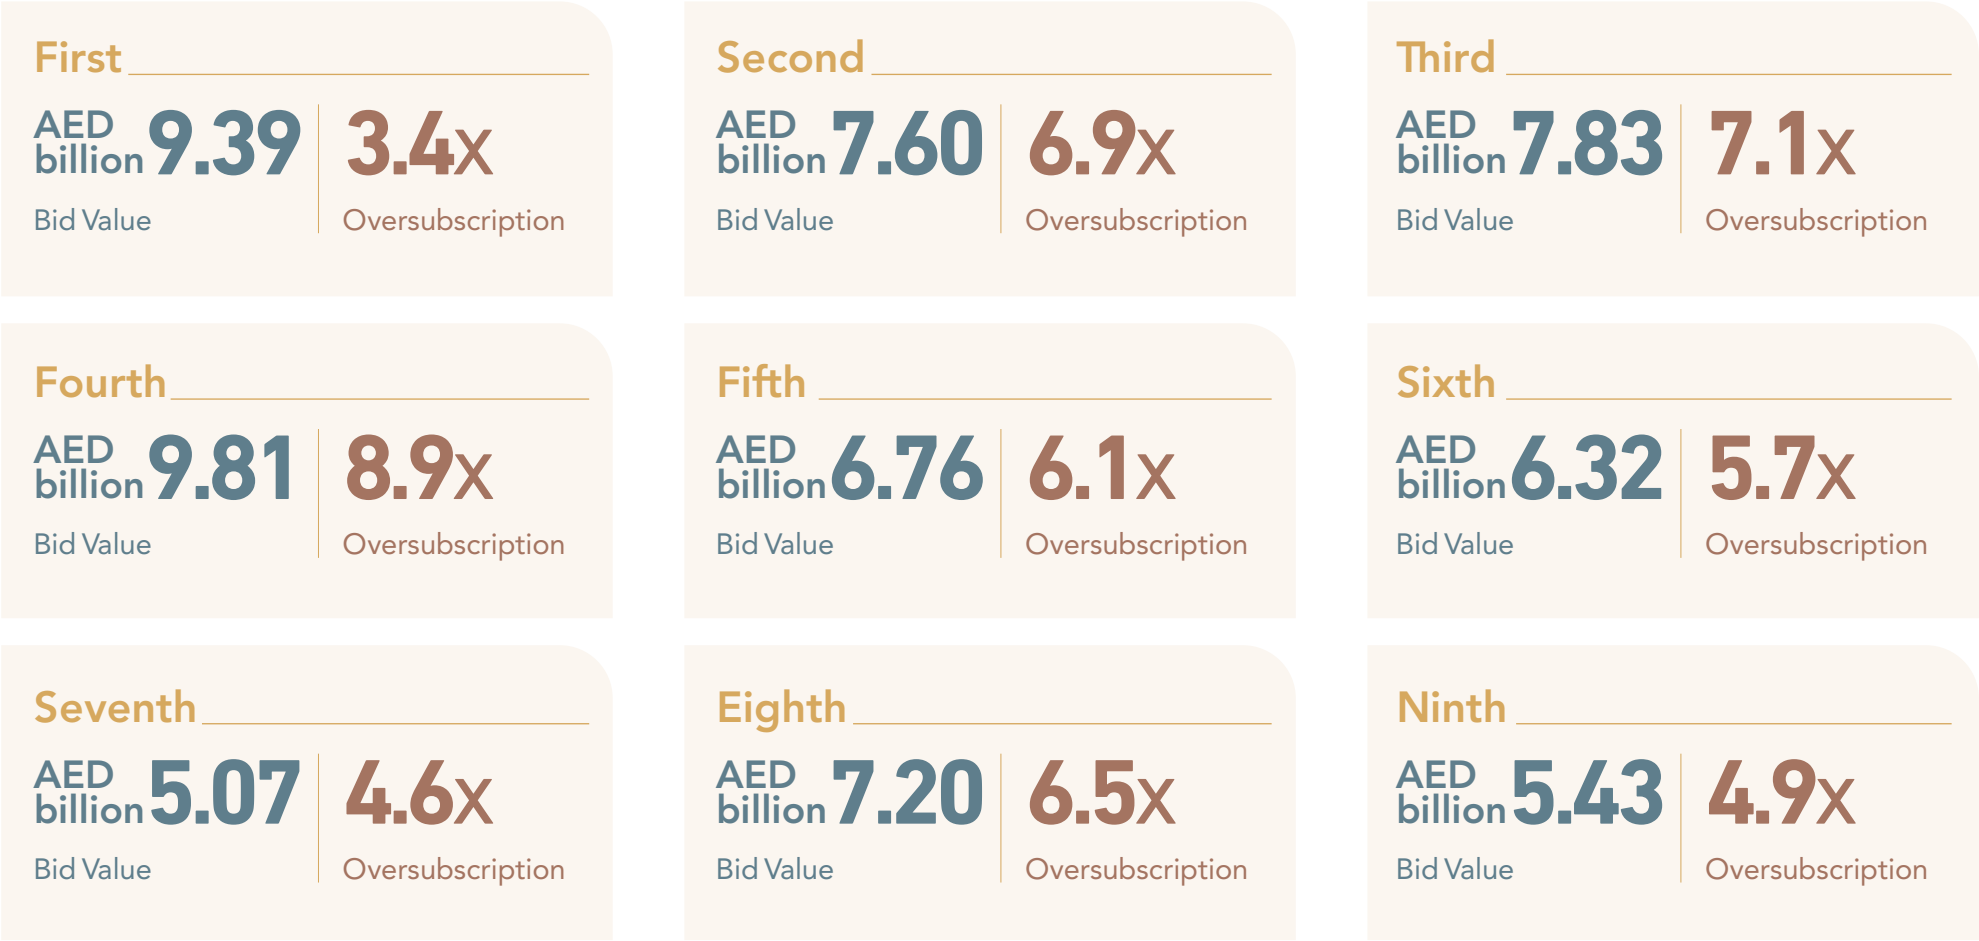 First
AED
billion 9.39
3.4X
Bid Value
Oversubscription
Second
AED
billion 7.60
6.9X
Bid Value
Oversubscription
Third
AED
billion 7.83
7.1X
Bid Value
Oversubscription
Fourth
AED
billion 9.81
8.9X
Bid Value
Oversubscription
Fifth
AED
billion 6.76
6.1X
Bid Value
Oversubscription
Sixth
AED
billion 6.32
5.7X
Bid Value
Oversubscription
Seventh
AED
billion 5.07
4.6X
Bid Value
Oversubscription
Eighth
AED
billion 7.20
6.5X
Bid Value
Oversubscription
Ninth
AED
billion 5.43
4.9X
Bid Value
Oversubscription